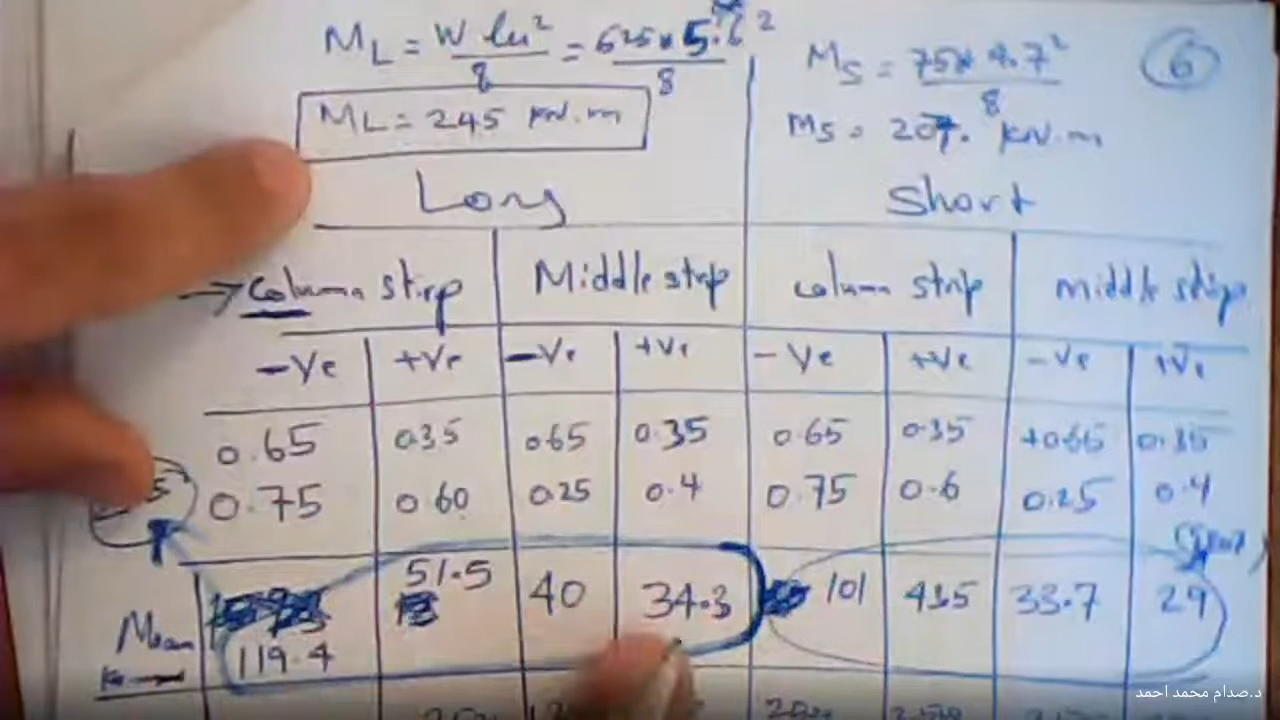 ML = W lu² / 8 = 62.5 * 5.6² / 8
ML = 245 kN.m
Ms = 75 * 4.7² / 8
Ms = 207. kN.m
6
Long Short
Column strip Middle strip column strip middle strip
-Ve +Ve -Ve +Ve -Ve +Ve -Ve +Ve
0.65 0.35 0.65 0.35 0.65 0.35 +0.65 0.35
0.75 0.60 0.25 0.4 0.75 0.6 0.25 0.4
119.4 51.5 40 34.3 101 43.5 33.7 29
د.صدام محمد احمد